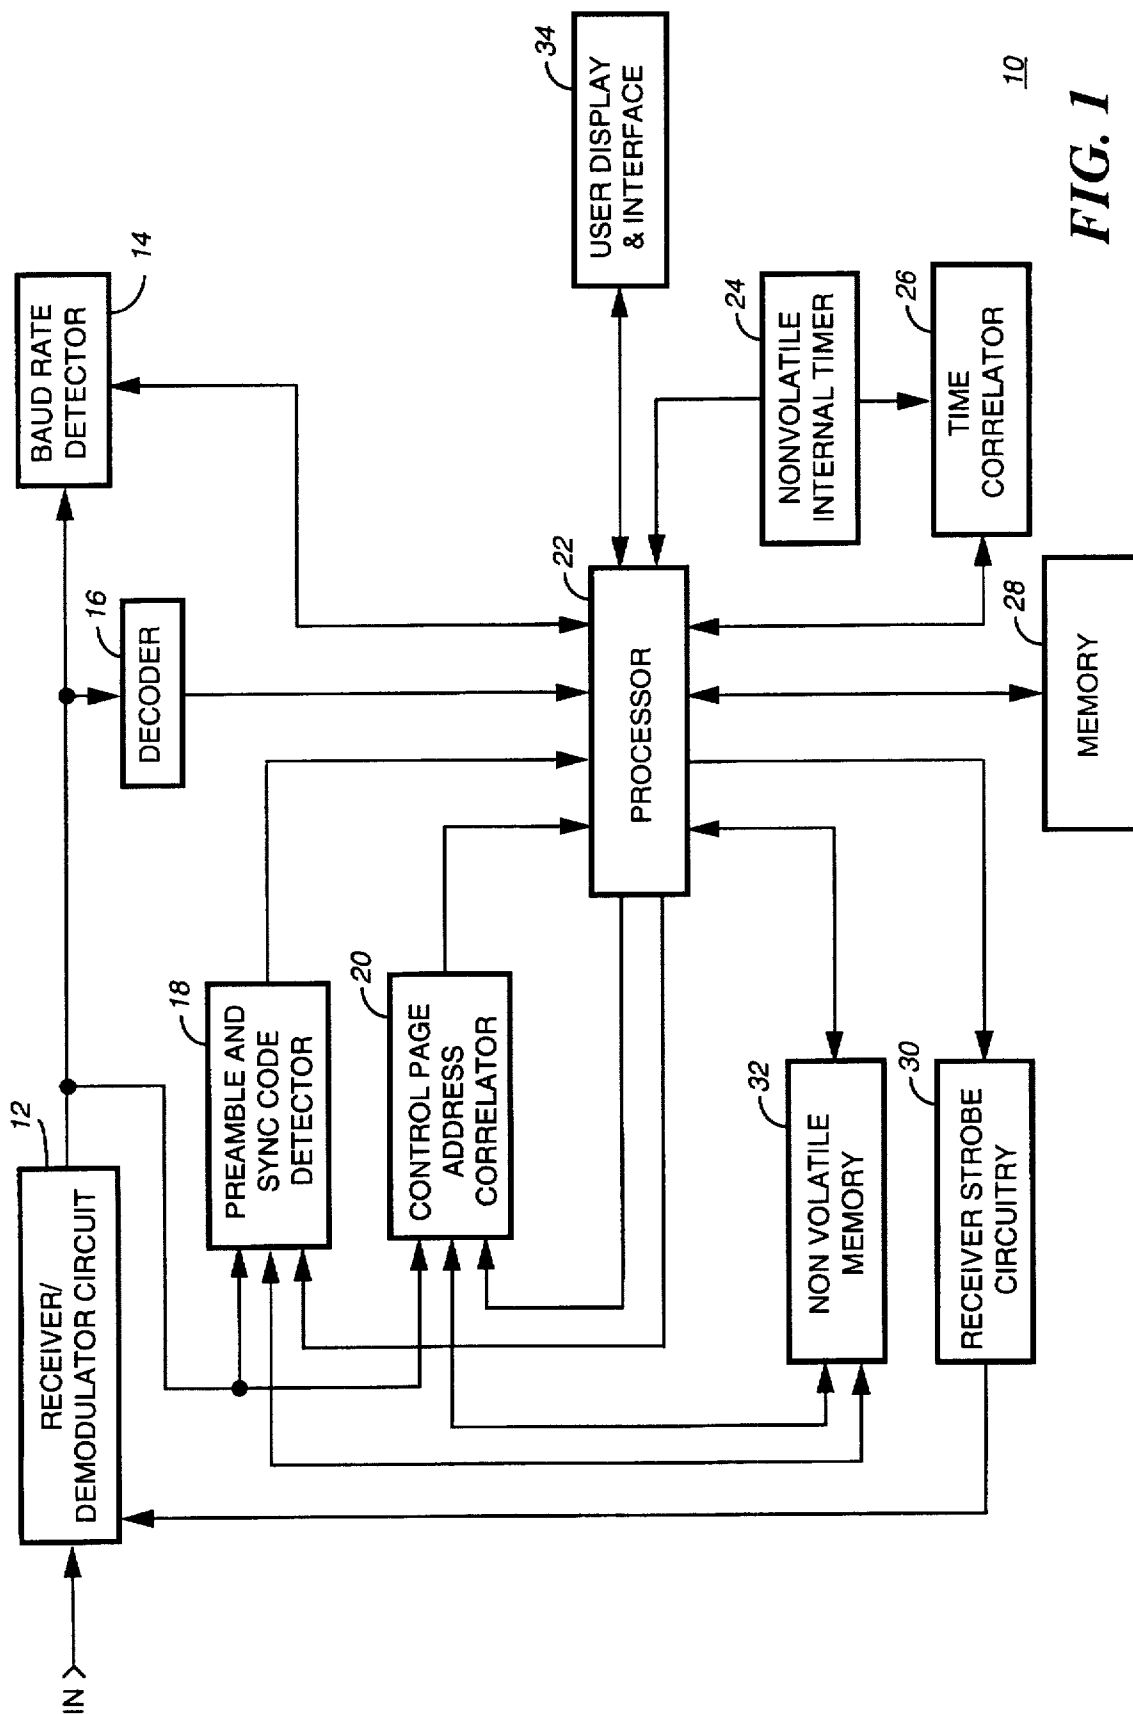 IN
12
RECEIVER/
DEMODULATOR CIRCUIT
14
BAUD RATE
DETECTOR
16
DECODER
18
PREAMBLE AND
SYNC CODE
DETECTOR
20
CONTROL PAGE
ADDRESS
CORRELATOR
22
PROCESSOR
34
USER DISPLAY
& INTERFACE
24
NONVOLATILE
INTERNAL TIMER
26
TIME
CORRELATOR
32
NON VOLATILE
MEMORY
30
RECEIVER STROBE
CIRCUITRY
28
MEMORY
10
FIG. 1